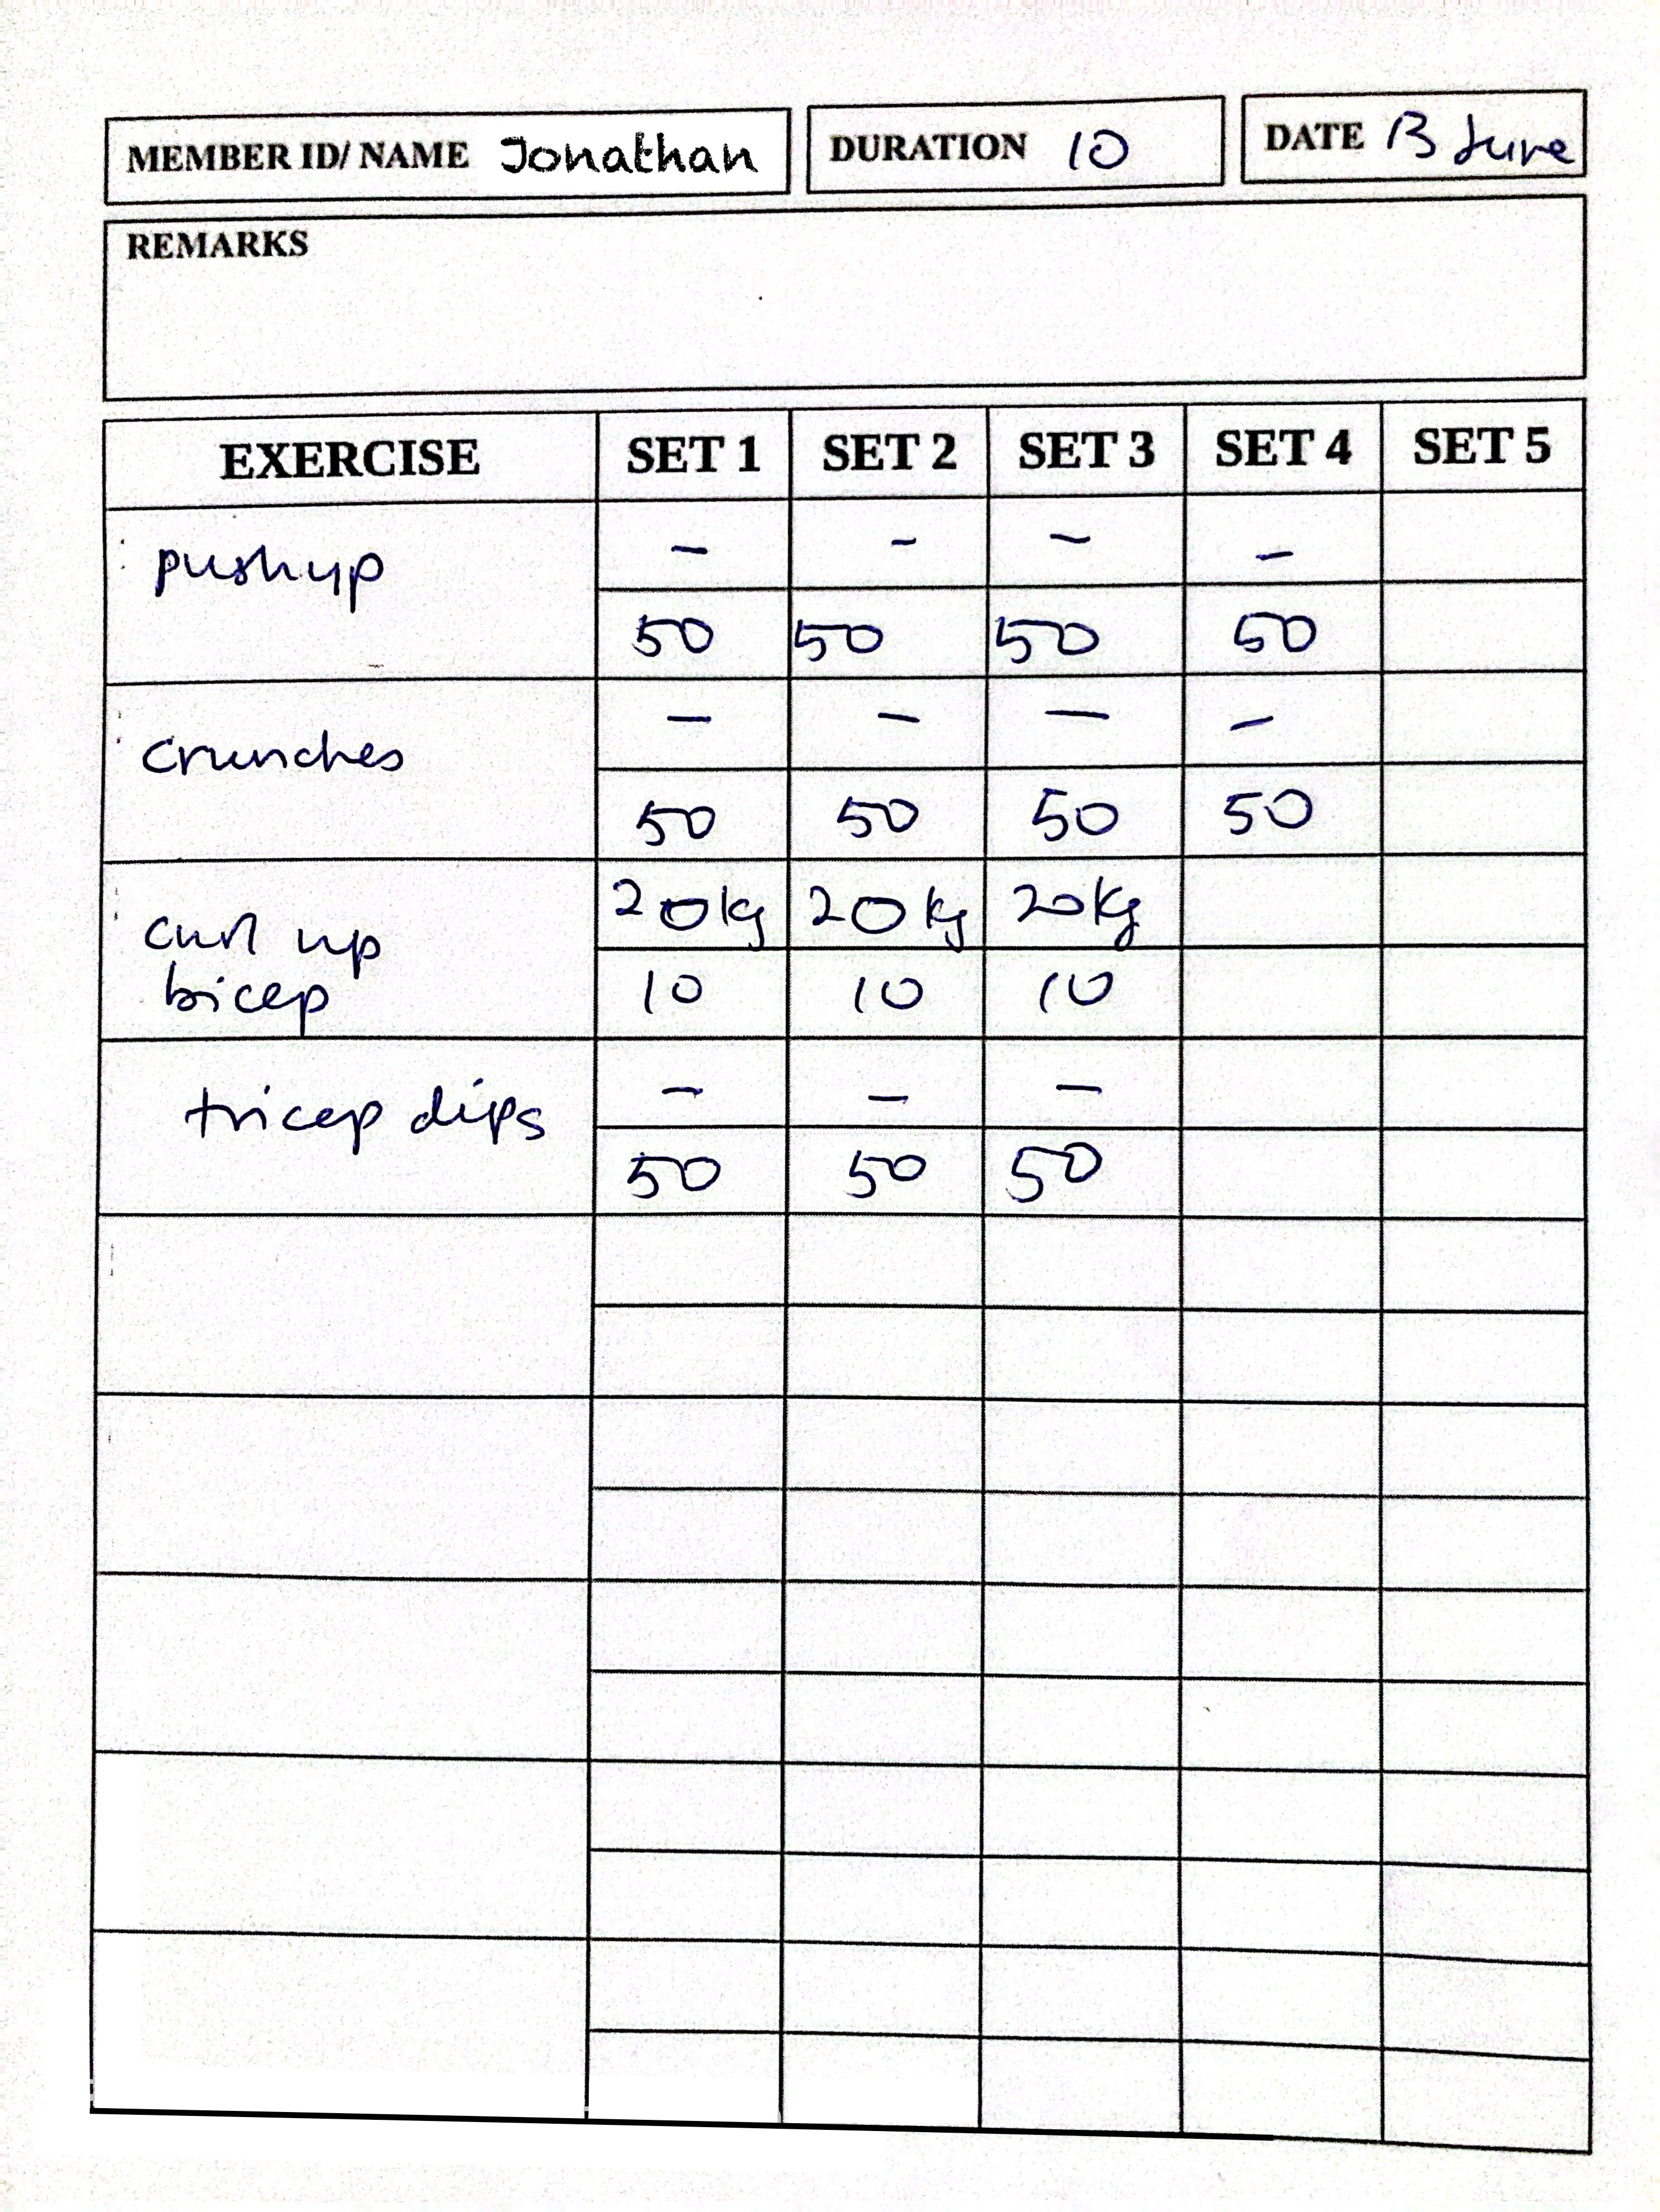 MEMBER ID/ NAME Jonathan DURATION 10 DATE 13 June
REMARKS
EXERCISE SET 1 SET 2 SET 3 SET 4 SET 5
pushup - - - -
50 50 50 50
crunches - - - -
50 50 50 50
curl up 20kg 20kg 20kg
bicep 10 10 10
tricep dips - - -
50 50 50